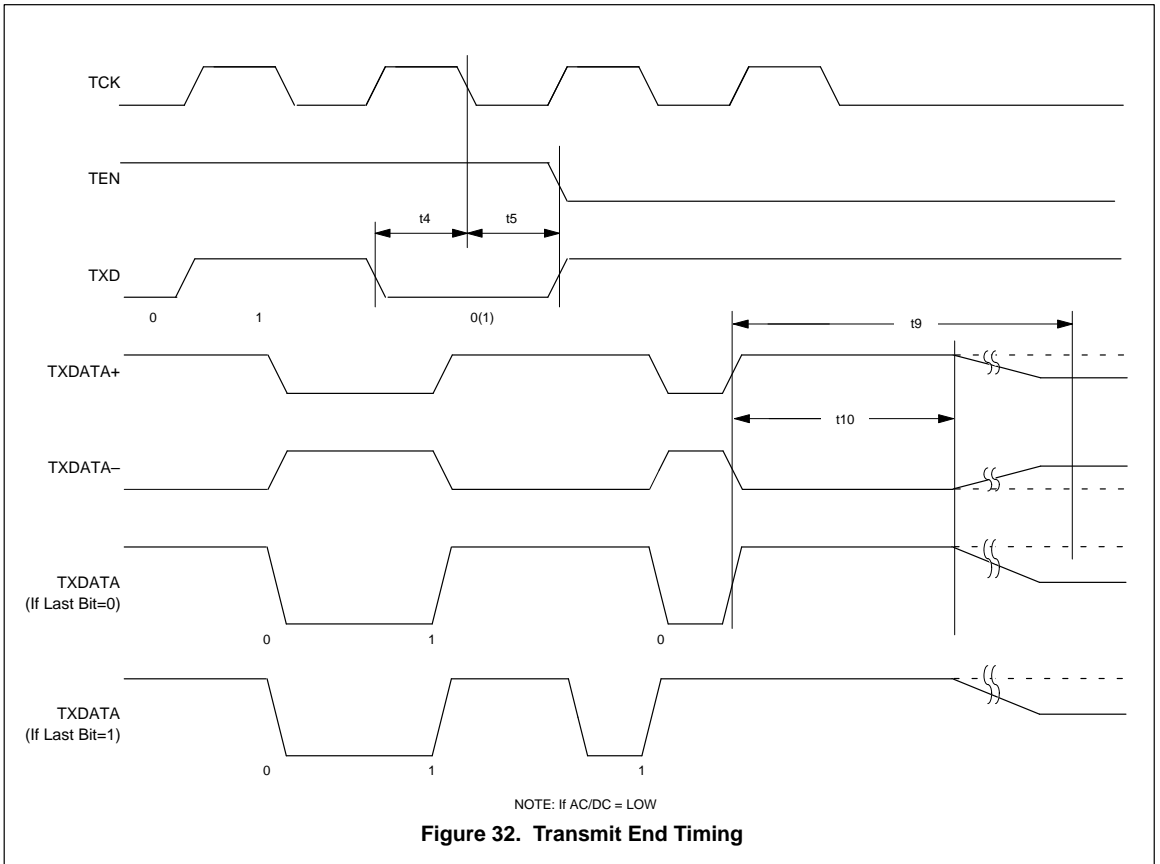 TCK
TEN
t4 t5
TXD
0 1 0(1)
t9
TXDATA+
t10
TXDATA–
TXDATA
(If Last Bit=0)
0 1 0
TXDATA
(If Last Bit=1)
0 1 1
NOTE: If AC/DC = LOW
Figure 32. Transmit End Timing